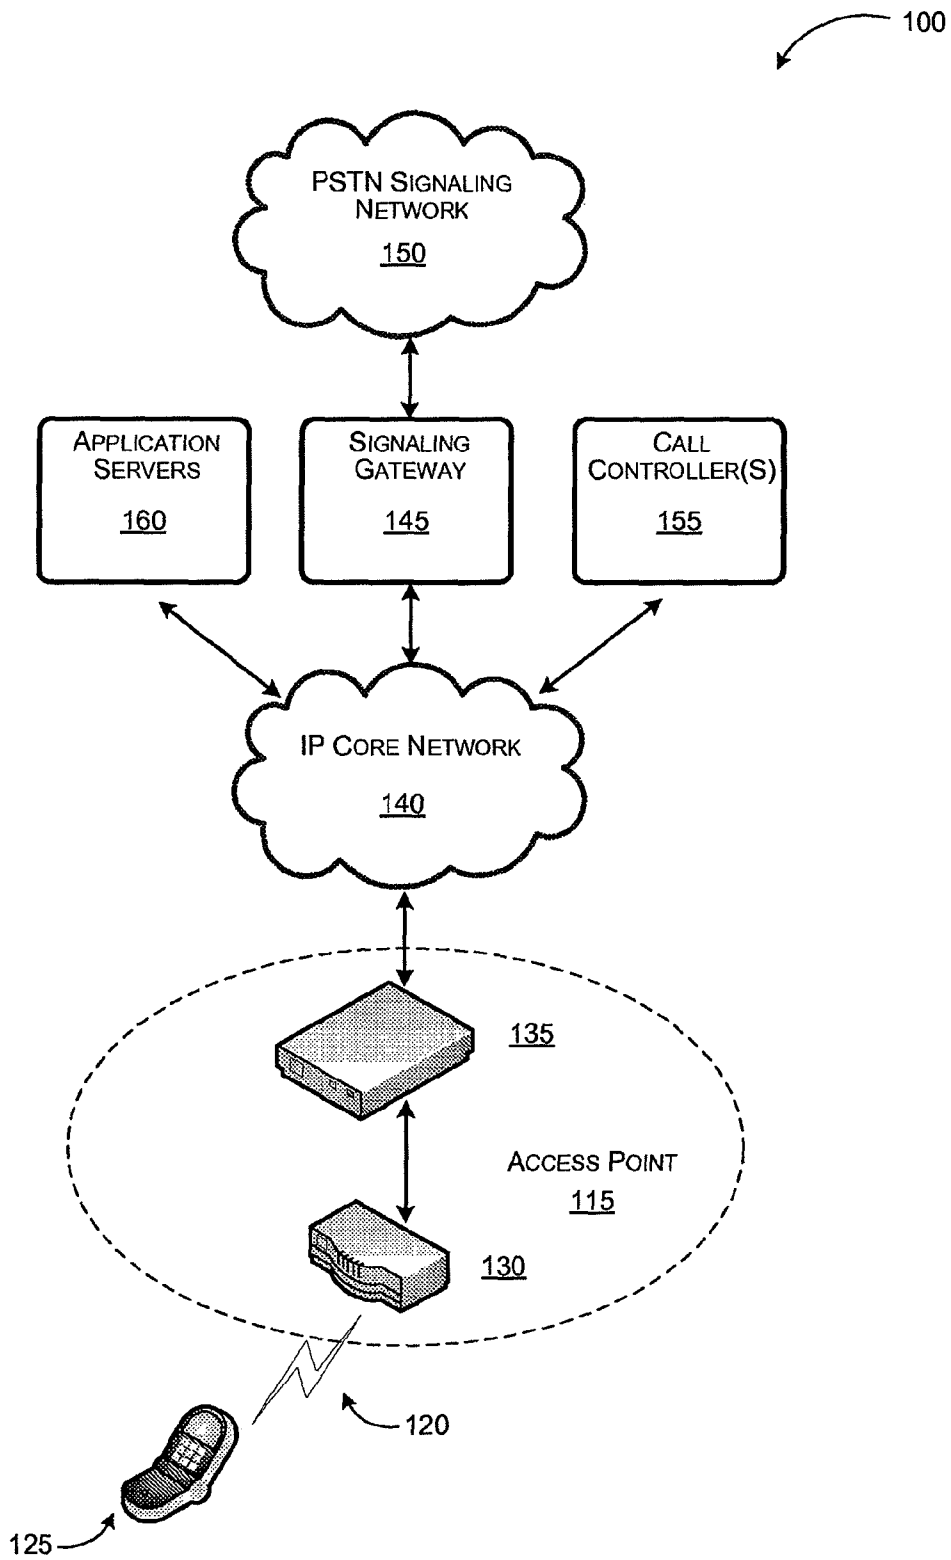 100
PSTN SIGNALING
NETWORK
150
APPLICATION
SERVERS
160
SIGNALING
GATEWAY
145
CALL
CONTROLLER(S)
155
IP CORE NETWORK
140
135
ACCESS POINT
115
130
120
125